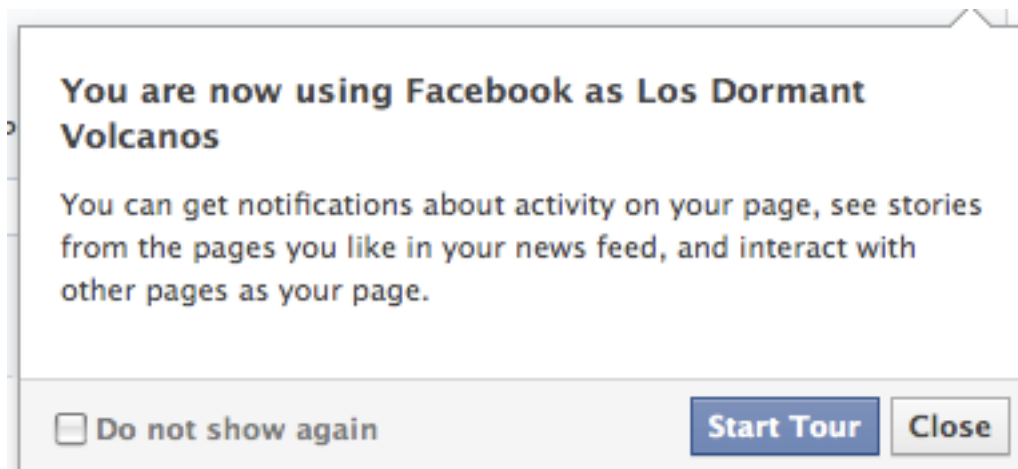 You are now using Facebook as Los Dormant
Volcanos
You can get notifications about activity on your page, see stories
from the pages you like in your news feed, and interact with
other pages as your page.
Do not show again
Start Tour
Close